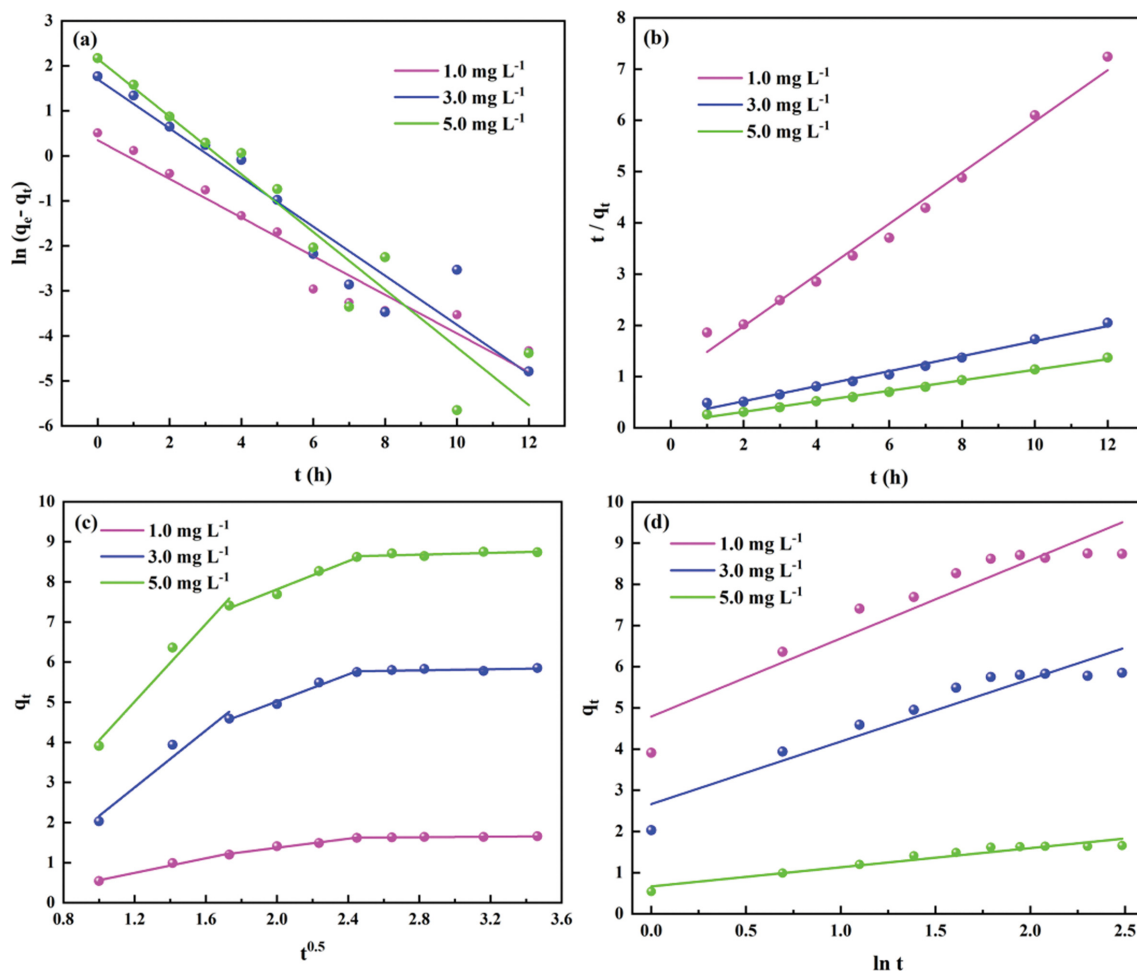 (a)
1.0 mg L⁻¹
3.0 mg L⁻¹
5.0 mg L⁻¹
ln (qₑ- qₜ)
3
2
1
0
-1
-2
-3
-4
-5
-6
0 2 4 6 8 10 12
t (h)
(b)
1.0 mg L⁻¹
3.0 mg L⁻¹
5.0 mg L⁻¹
t / qₜ
8
7
6
5
4
3
2
1
0
0 2 4 6 8 10 12
t (h)
(c)
1.0 mg L⁻¹
3.0 mg L⁻¹
5.0 mg L⁻¹
qₜ
10
9
8
7
6
5
4
3
2
1
0
0.8 1.2 1.6 2.0 2.4 2.8 3.2 3.6
t⁰·⁵
(d)
1.0 mg L⁻¹
3.0 mg L⁻¹
5.0 mg L⁻¹
qₜ
10
9
8
7
6
5
4
3
2
1
0
0.0 0.5 1.0 1.5 2.0 2.5
ln t